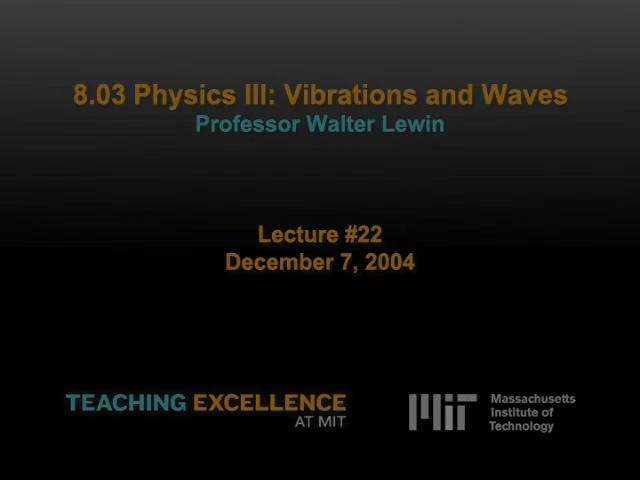 8.03 Physics III: Vibrations and Waves
Professor Walter Lewin
Lecture #22
December 7, 2004
TEACHING EXCELLENCE
AT MIT
MIT
Massachusetts
Institute of
Technology